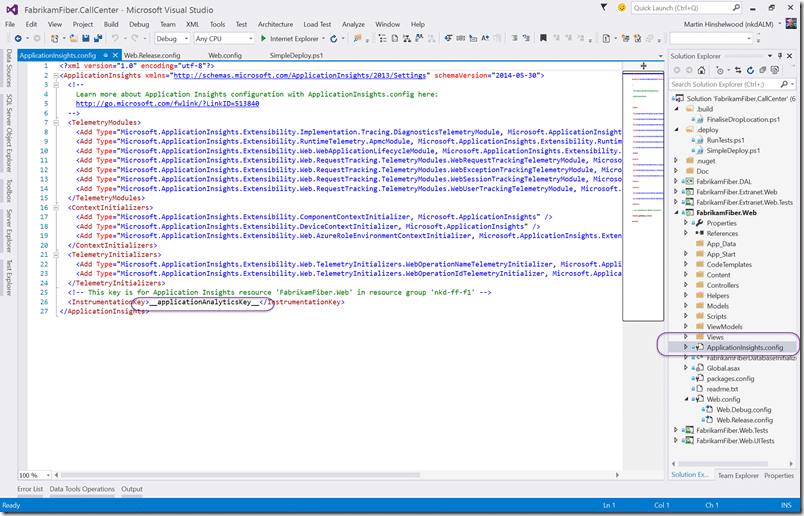 FabrikamFiber.CallCenter - Microsoft Visual Studio
Quick Launch (Ctrl+Q)
File Edit View Project Build Debug Team XML Tools Test Architecture Load Test Analyze Window Help
Martin Hinshelwood (nkdALM)
Debug Any CPU Internet Explorer
ApplicationInsights.config Web.Release.config Web.config SimpleDeploy.ps1
Data Sources
SQL Server Object Explorer
Toolbox
Server Explorer
Test Explorer
1 <?xml version="1.0" encoding="utf-8"?>
2 <ApplicationInsights xmlns="http://schemas.microsoft.com/ApplicationInsights/2013/Settings" schemaVersion="2014-05-30">
3 <!--
4 Learn more about Application Insights configuration with ApplicationInsights.config here:
5 http://go.microsoft.com/fwlink/?LinkID=513840
6 -->
7 <TelemetryModules>
8 <Add Type="Microsoft.ApplicationInsights.Extensibility.Implementation.Tracing.DiagnosticsTelemetryModule, Microsoft.ApplicationInsight
9 <Add Type="Microsoft.ApplicationInsights.Extensibility.RuntimeTelemetry.ApmcModule, Microsoft.ApplicationInsights.Extensibility.Runtim
10 <Add Type="Microsoft.ApplicationInsights.Extensibility.Web.WebApplicationLifecycleModule, Microsoft.ApplicationInsights.Extensibility.
11 <Add Type="Microsoft.ApplicationInsights.Extensibility.Web.RequestTracking.TelemetryModules.WebRequestTrackingTelemetryModule, Microso
12 <Add Type="Microsoft.ApplicationInsights.Extensibility.Web.RequestTracking.TelemetryModules.WebExceptionTrackingTelemetryModule, Micro
13 <Add Type="Microsoft.ApplicationInsights.Extensibility.Web.RequestTracking.TelemetryModules.WebSessionTrackingTelemetryModule, Microso
14 <Add Type="Microsoft.ApplicationInsights.Extensibility.Web.RequestTracking.TelemetryModules.WebUserTrackingTelemetryModule, Microsoft.
15 </TelemetryModules>
16 <ContextInitializers>
17 <Add Type="Microsoft.ApplicationInsights.Extensibility.ComponentContextInitializer, Microsoft.ApplicationInsights" />
18 <Add Type="Microsoft.ApplicationInsights.Extensibility.DeviceContextInitializer, Microsoft.ApplicationInsights" />
19 <Add Type="Microsoft.ApplicationInsights.Extensibility.Web.AzureRoleEnvironmentContextInitializer, Microsoft.ApplicationInsights.Exten
20 </ContextInitializers>
21 <TelemetryInitializers>
22 <Add Type="Microsoft.ApplicationInsights.Extensibility.Web.TelemetryInitializers.WebOperationNameTelemetryInitializer, Microsoft.Appli
23 <Add Type="Microsoft.ApplicationInsights.Extensibility.Web.TelemetryInitializers.WebOperationIdTelemetryInitializer, Microsoft.Applica
24 </TelemetryInitializers>
25 <!-- This key is for Application Insights resource 'FabrikamFiber.Web' in resource group 'nkd-ff-f1' -->
26 <InstrumentationKey>__applicationAnalyticsKey__</InstrumentationKey>
27 </ApplicationInsights>
100 %
Solution Explorer
Search Solution Explorer (Ctrl+;)
Solution 'FabrikamFiber.CallCenter' (6
.build
FinaliseDropLocation.ps1
.deploy
RunTests.ps1
SimpleDeploy.ps1
.nuget
Doc
FabrikamFiber.DAL
FabrikamFiber.Extranet.Web
FabrikamFiber.Extranet.Web.Tests
FabrikamFiber.Web
Properties
References
App_Data
App_Start
CodeTemplates
Content
Controllers
Helpers
Models
Scripts
ViewModels
Views
ApplicationInsights.config
FabrikamFiberDatabaseInitializ
Global.asax
packages.config
readme.txt
Web.config
Web.Debug.config
Web.Release.config
FabrikamFiber.Web.Tests
FabrikamFiber.Web.UITests
Solution Ex... Team Explorer Properties
Error List Data Tools Operations Output
Ready Ln 1 Col 1 Ch 1 INS